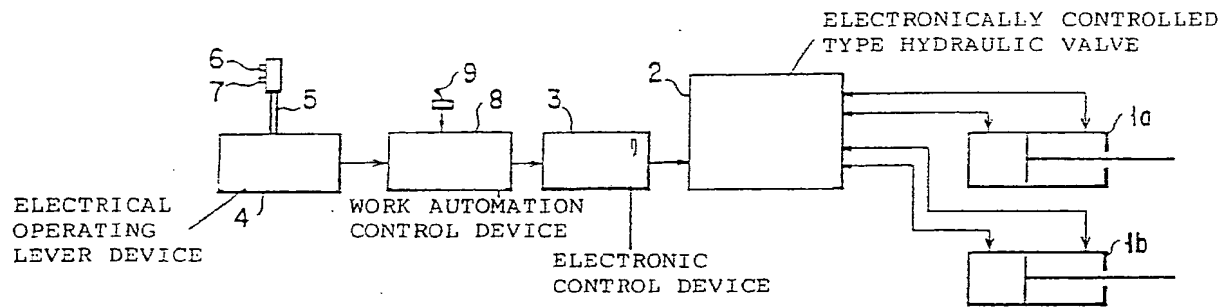 ELECTRONICALLY CONTROLLED
TYPE HYDRAULIC VALVE
6
7
5
9
8
3
2
1a
ELECTRICAL
OPERATING
LEVER DEVICE
4
WORK AUTOMATION
CONTROL DEVICE
ELECTRONIC
CONTROL DEVICE
1b